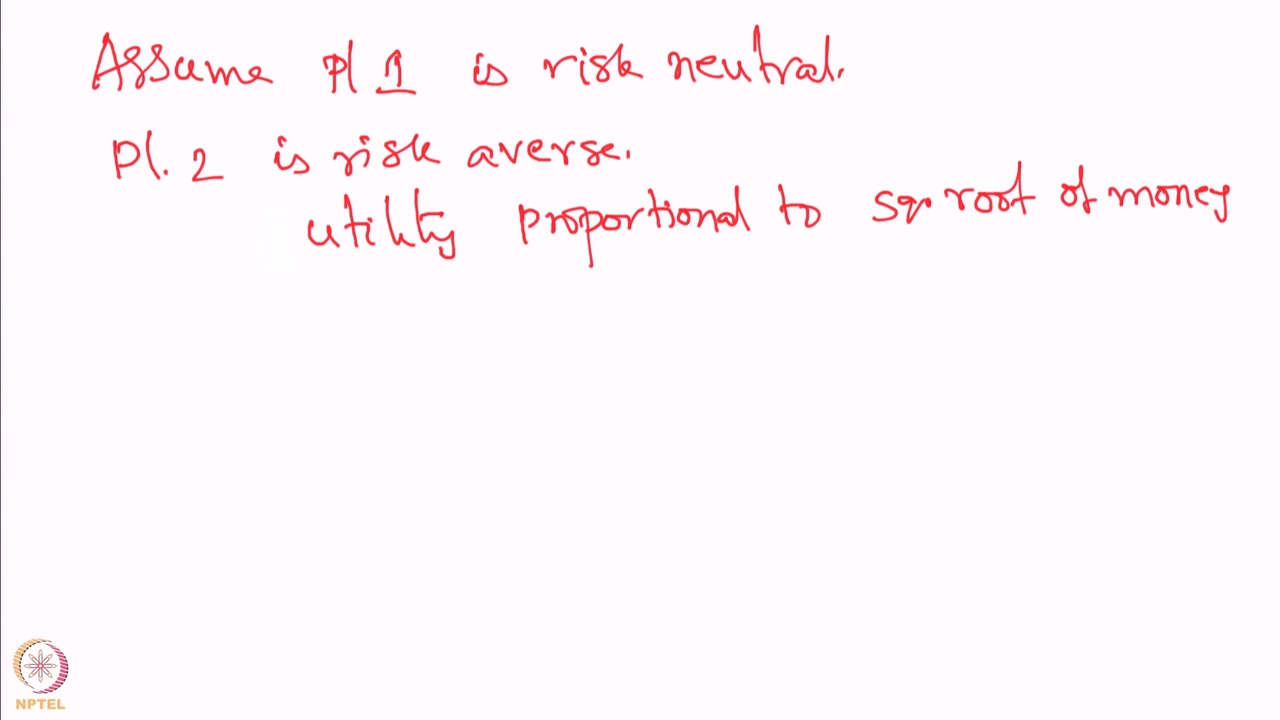 Assume Pl 1 is risk neutral.
Pl. 2 is risk averse.
utility proportional to sq. root of money
NPTEL